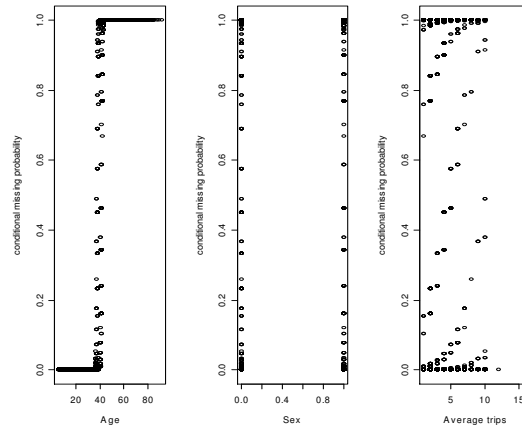 conditional missing probability
0.0 0.2 0.4 0.6 0.8 1.0
20 40 60 80
Age
conditional missing probability
0.0 0.2 0.4 0.6 0.8 1.0
0.0 0.4 0.8
Sex
conditional missing probability
0.0 0.2 0.4 0.6 0.8 1.0
5 10 15
Average trips